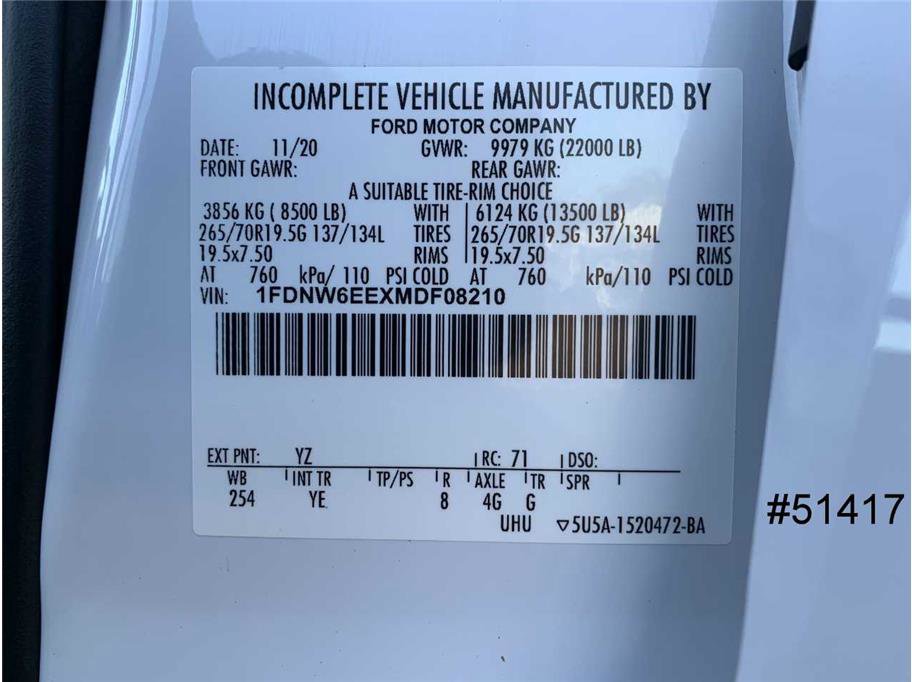 INCOMPLETE VEHICLE MANUFACTURED BY
FORD MOTOR COMPANY
DATE: 11/20 GVWR: 9979 KG (22000 LB)
FRONT GAWR: REAR GAWR:
A SUITABLE TIRE-RIM CHOICE
3856 KG ( 8500 LB) WITH 6124 KG (13500 LB) WITH
265/70R19.5G 137/134L TIRES 265/70R19.5G 137/134L TIRES
19.5x7.50 RIMS 19.5x7.50 RIMS
AT 760 kPa/ 110 PSI COLD AT 760 kPa/110 PSI COLD
VIN: 1FDNW6EEXMDF08210
EXT PNT: YZ RC: 71 DSO:
WB INT TR TP/PS R AXLE TR SPR
254 YE 8 4G G
UHU ▽5U5A-1520472-BA
#51417